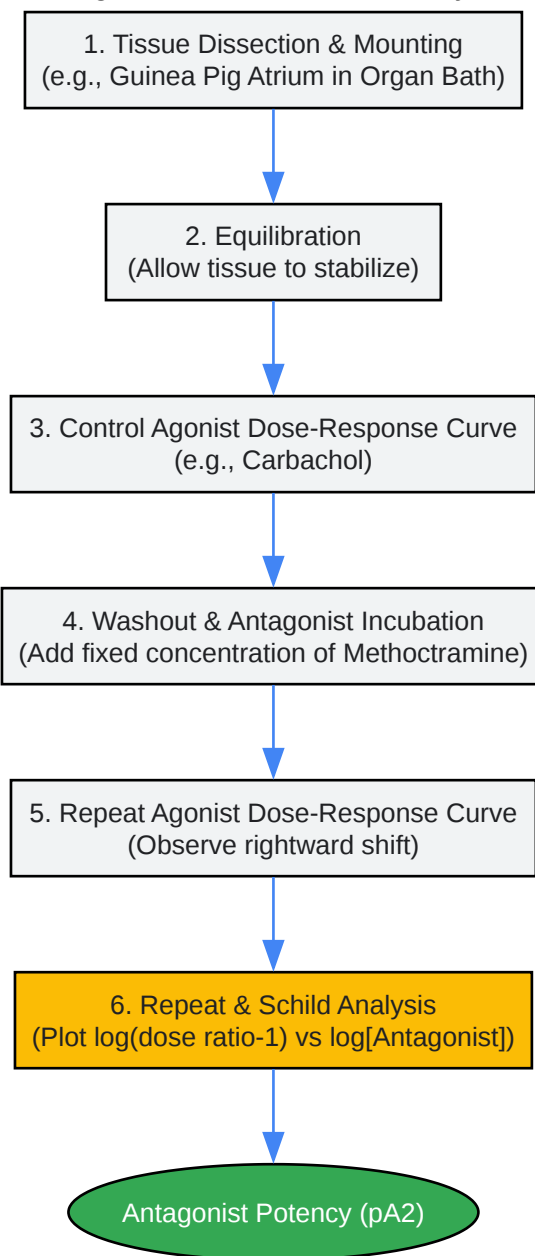 1. Tissue Dissection & Mounting
(e.g., Guinea Pig Atrium in Organ Bath)
2. Equilibration
(Allow tissue to stabilize)
3. Control Agonist Dose-Response Curve
(e.g., Carbachol)
4. Washout & Antagonist Incubation
(Add fixed concentration of Methoctramine)
5. Repeat Agonist Dose-Response Curve
(Observe rightward shift)
6. Repeat & Schild Analysis
(Plot log(dose ratio-1) vs log[Antagonist])
Antagonist Potency (pA2)